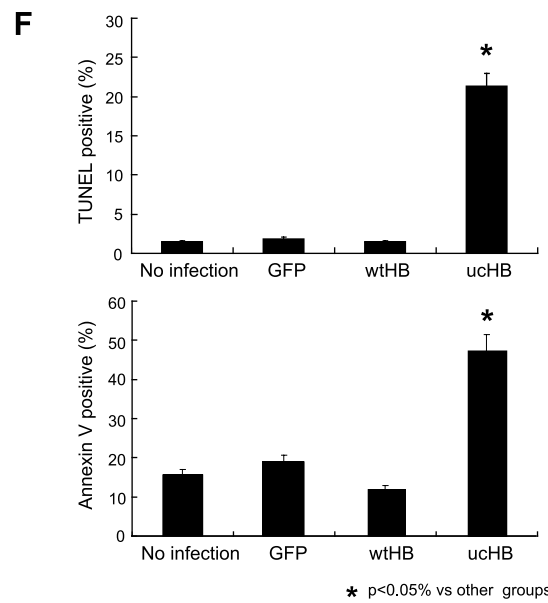 F
TUNEL positive (%)
30
25
20
15
10
5
0
*
No infection GFP wtHB ucHB
Annexin V positive (%)
60
50
40
30
20
10
0
*
No infection GFP wtHB ucHB
* p<0.05% vs other groups